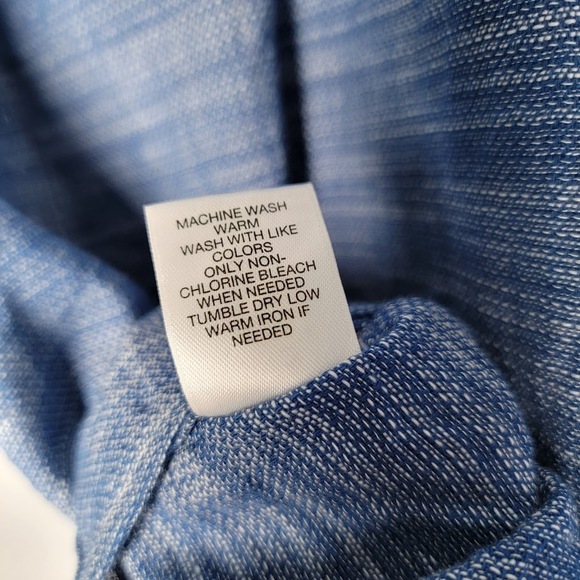 MACHINE WASH
WARM
WASH WITH LIKE
COLORS
ONLY NON-
CHLORINE BLEACH
WHEN NEEDED
TUMBLE DRY LOW
WARM IRON IF
NEEDED